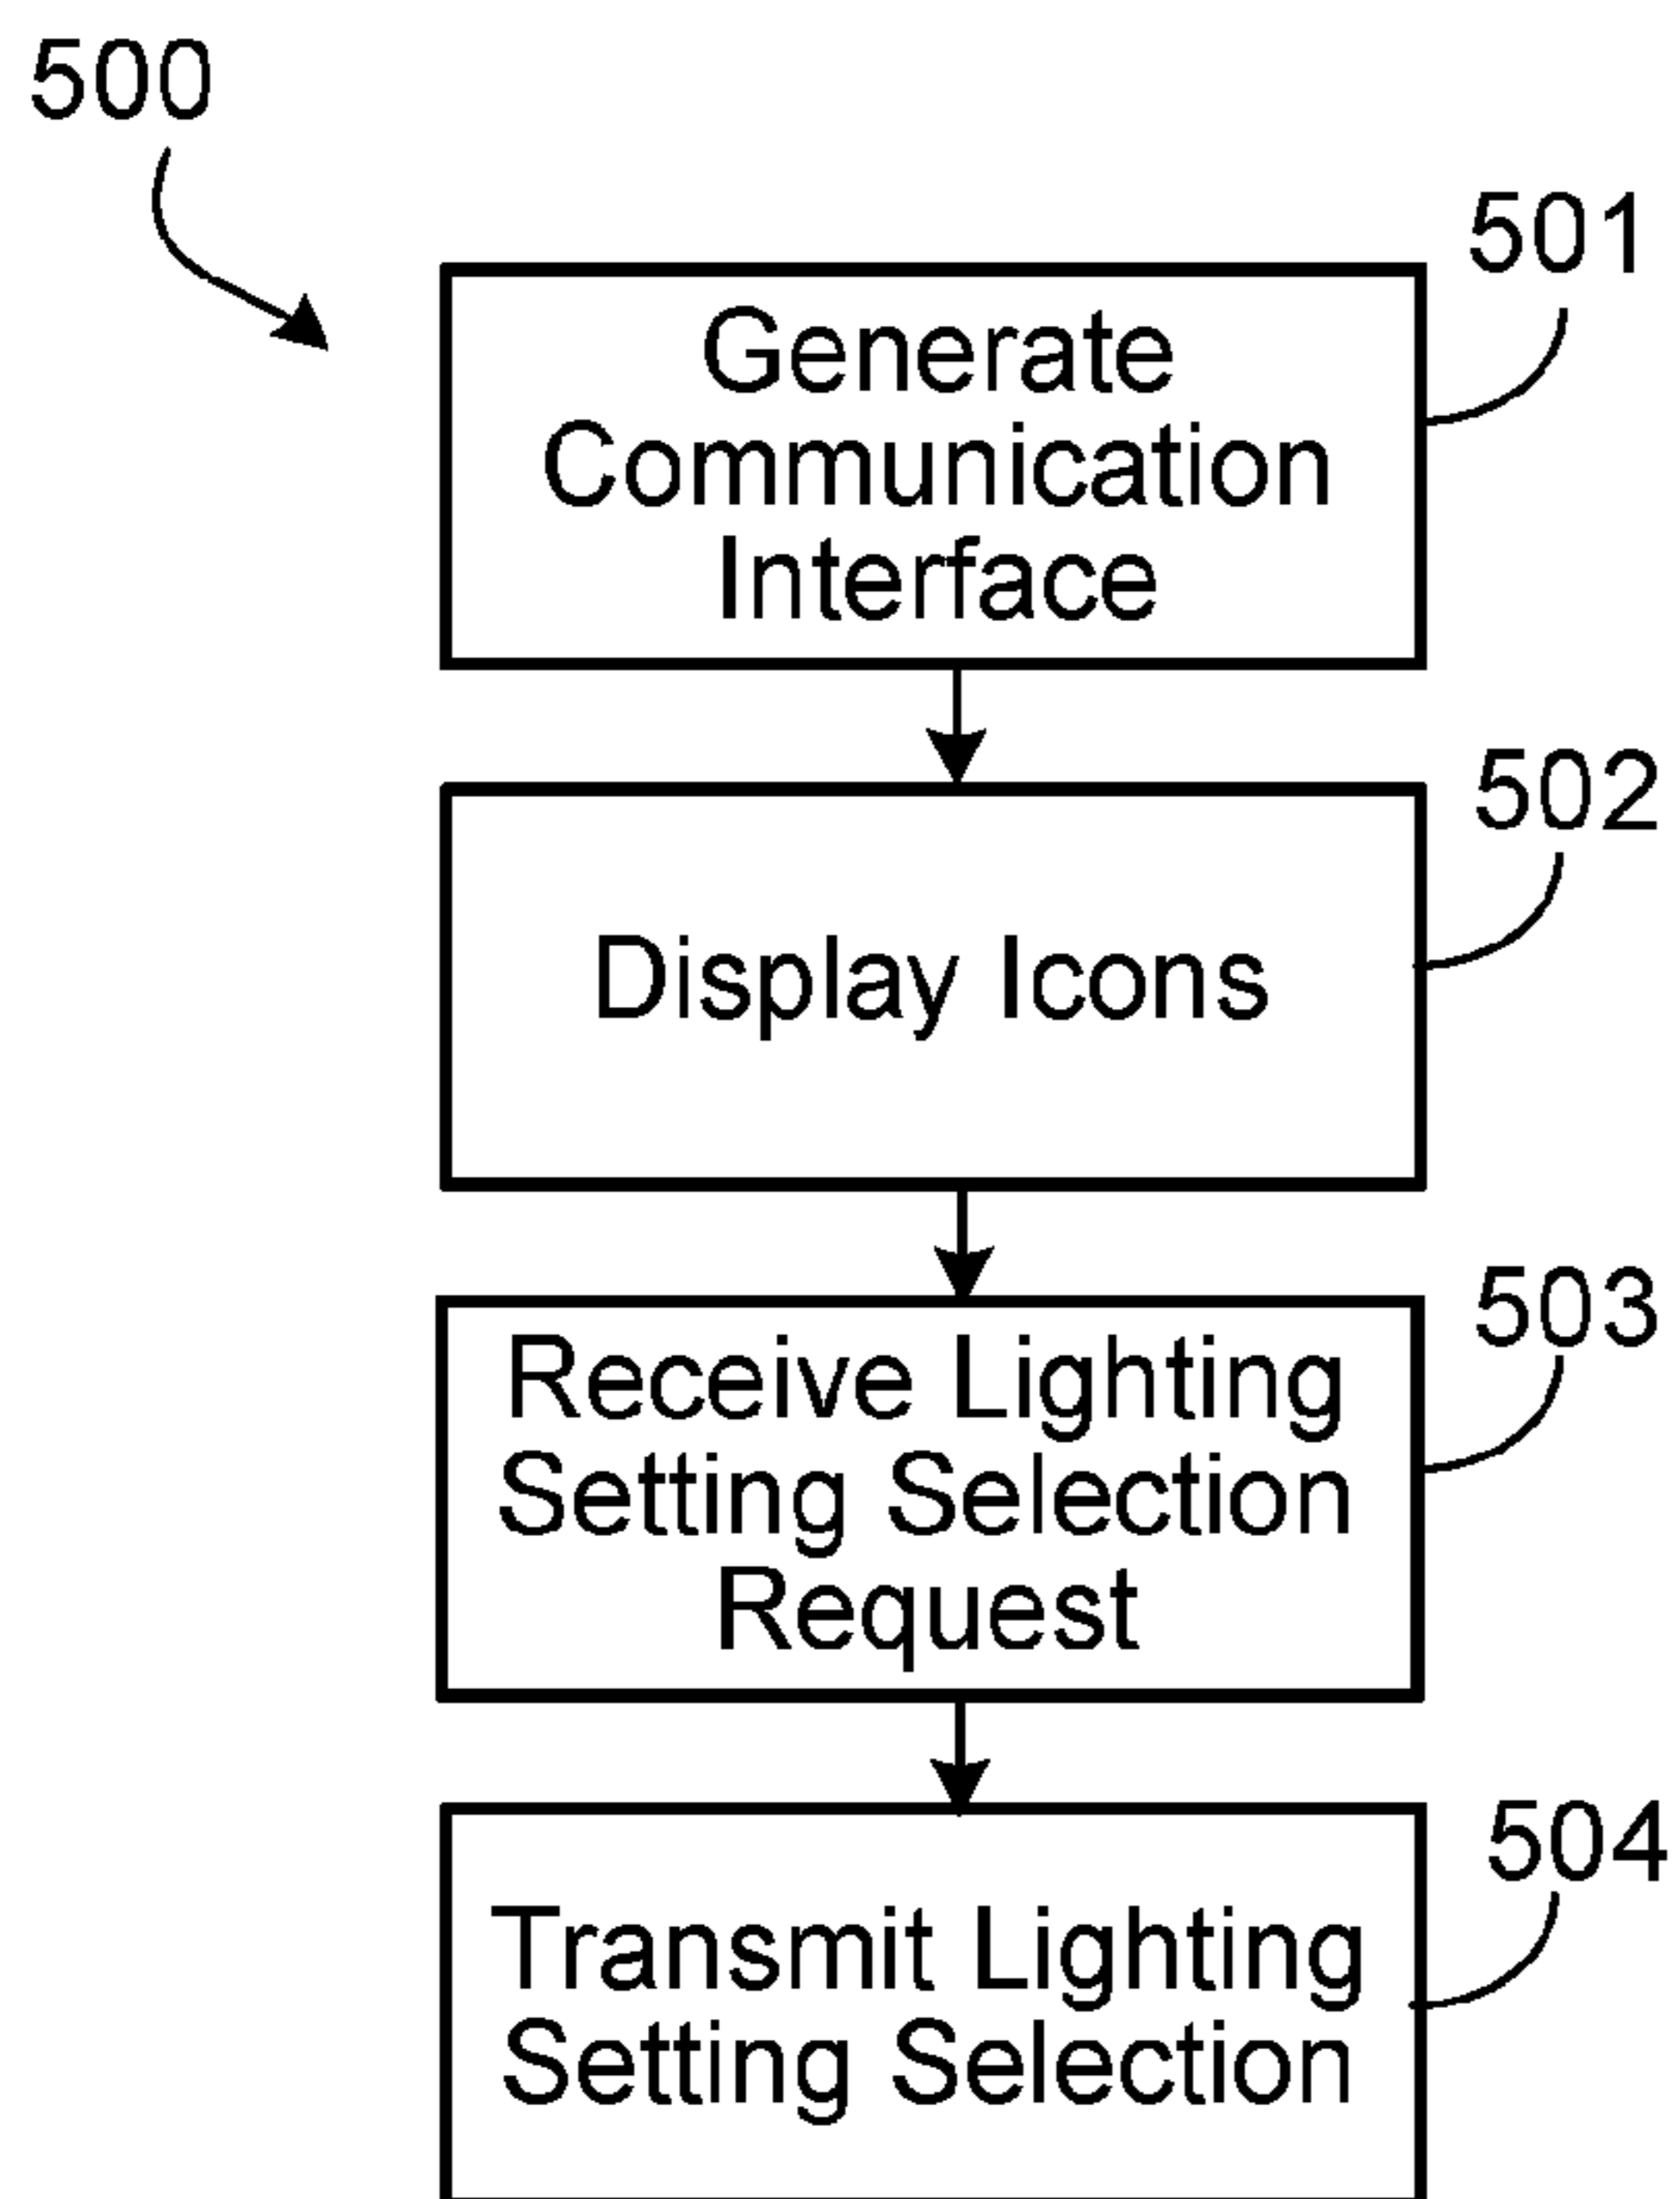 500
501
Generate
Communication
Interface
502
Display Icons
503
Receive Lighting
Setting Selection
Request
504
Transmit Lighting
Setting Selection